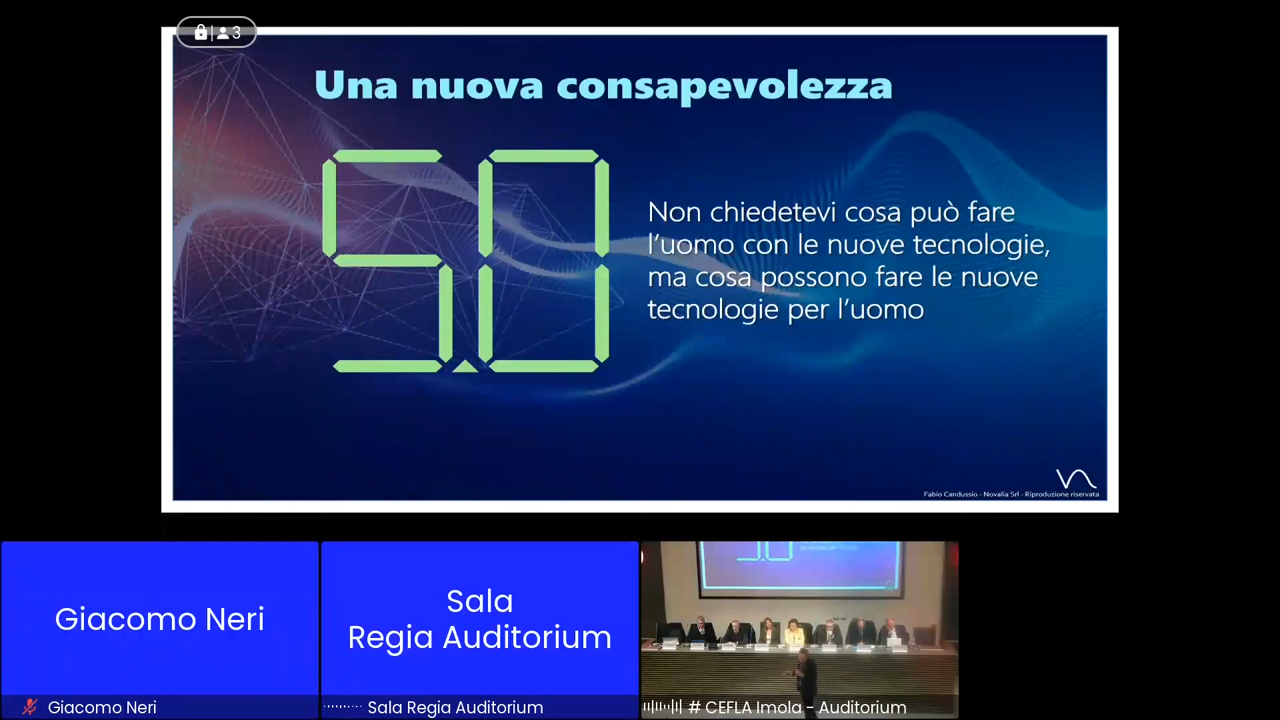 3
Una nuova consapevolezza
5.0
Non chiedetevi cosa può fare
l'uomo con le nuove tecnologie,
ma cosa possono fare le nuove
tecnologie per l'uomo
Fabio Candussio - Novalia Srl - Riproduzione riservata
Giacomo Neri
Sala
Regia Auditorium
5.0
Giacomo Neri
Sala Regia Auditorium
# CEFLA Imola - Auditorium